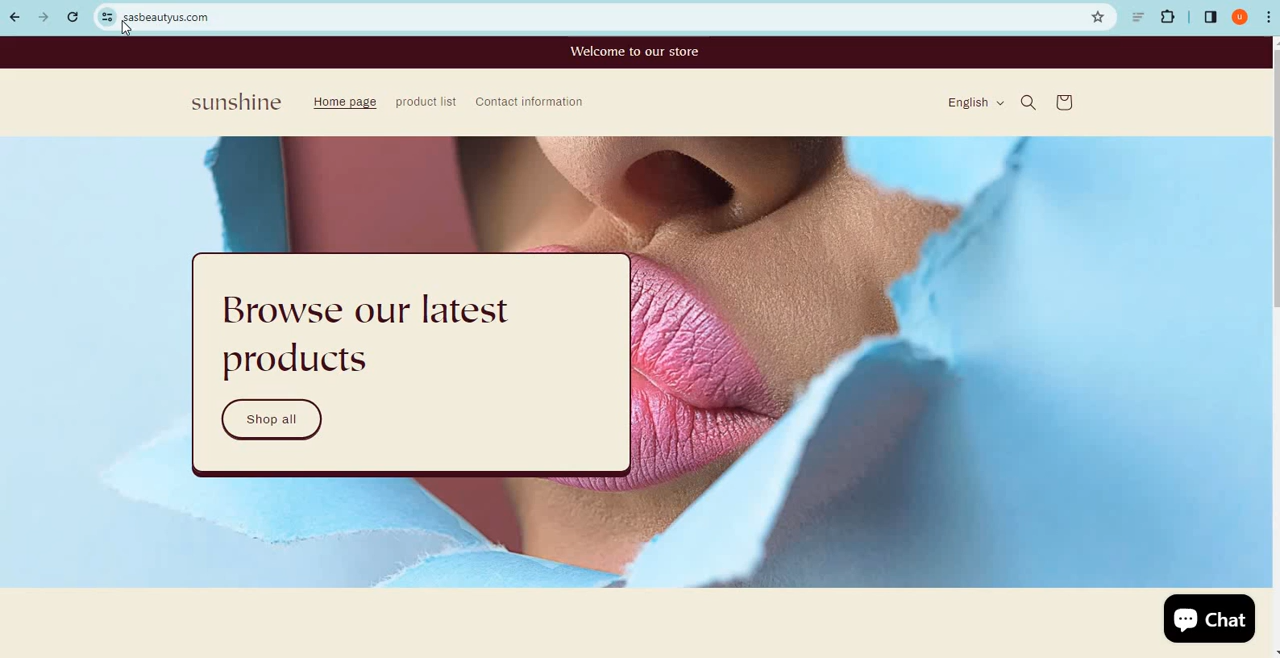 sasbeautyus.com
u
Welcome to our store
sunshine Home page product list Contact information English
Browse our latest
products
Shop all
Chat